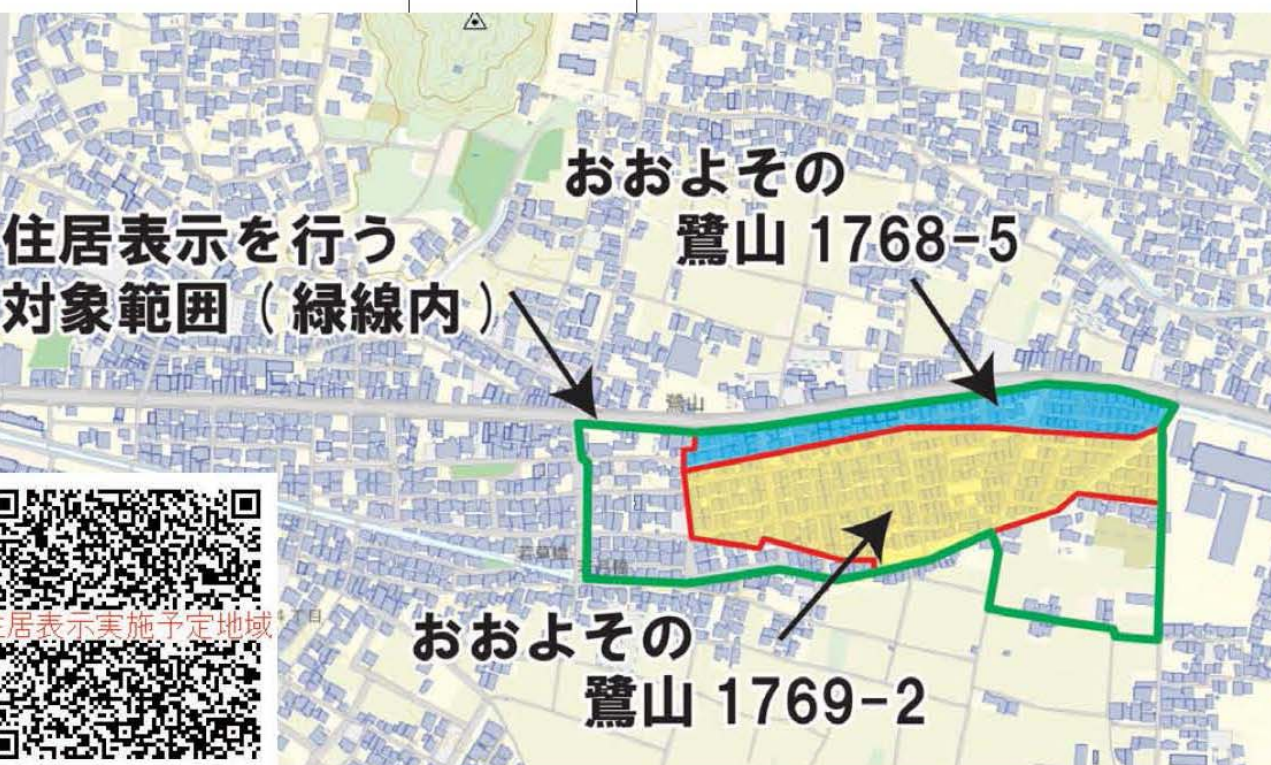 おおよその
鷺山 1768-5
住居表示を行う
対象範囲(緑線内)
鷺山
居表示実施予定地域
丁目
おおよその
鷺山 1769-2